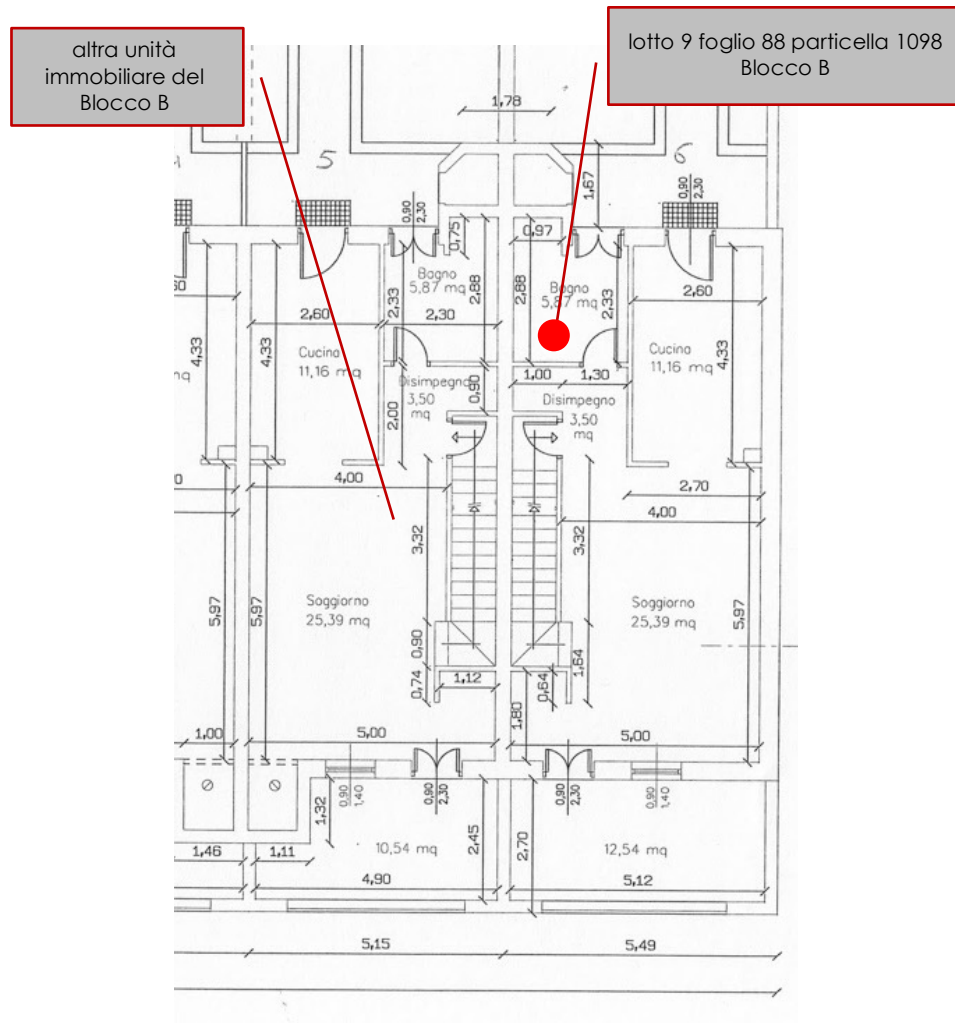 altra unità
immobiliare del
Blocco B
lotto 9 foglio 88 particella 1098
Blocco B
1,78
5
6
0,90
2,30
1,67
0,90
2,30
0,75
0,97
Bagno
5,87 mq
2,33
2,88
2,88
Bagno
5,87 mq
2,33
2,60
2,30
2,60
4,33
4,33
Cucina
11,16 mq
Cucina
11,16 mq
4,33
mq
Disimpegno
3,50
mq
2,00
0,90
1,00
1,30
Disimpegno
3,50
mq
4,00
2,70
4,00
3,32
3,32
Soggiorno
25,39 mq
Soggiorno
25,39 mq
5,97
5,97
5,97
0,90
0,74
1,12
0,64
1,64
1,80
1,00
5,00
5,00
0,90
1,40
0,90
2,30
0,90
2,30
0,90
1,40
1,32
10,54 mq
2,45
2,70
12,54 mq
1,46
1,11
4,90
5,12
5,15
5,49